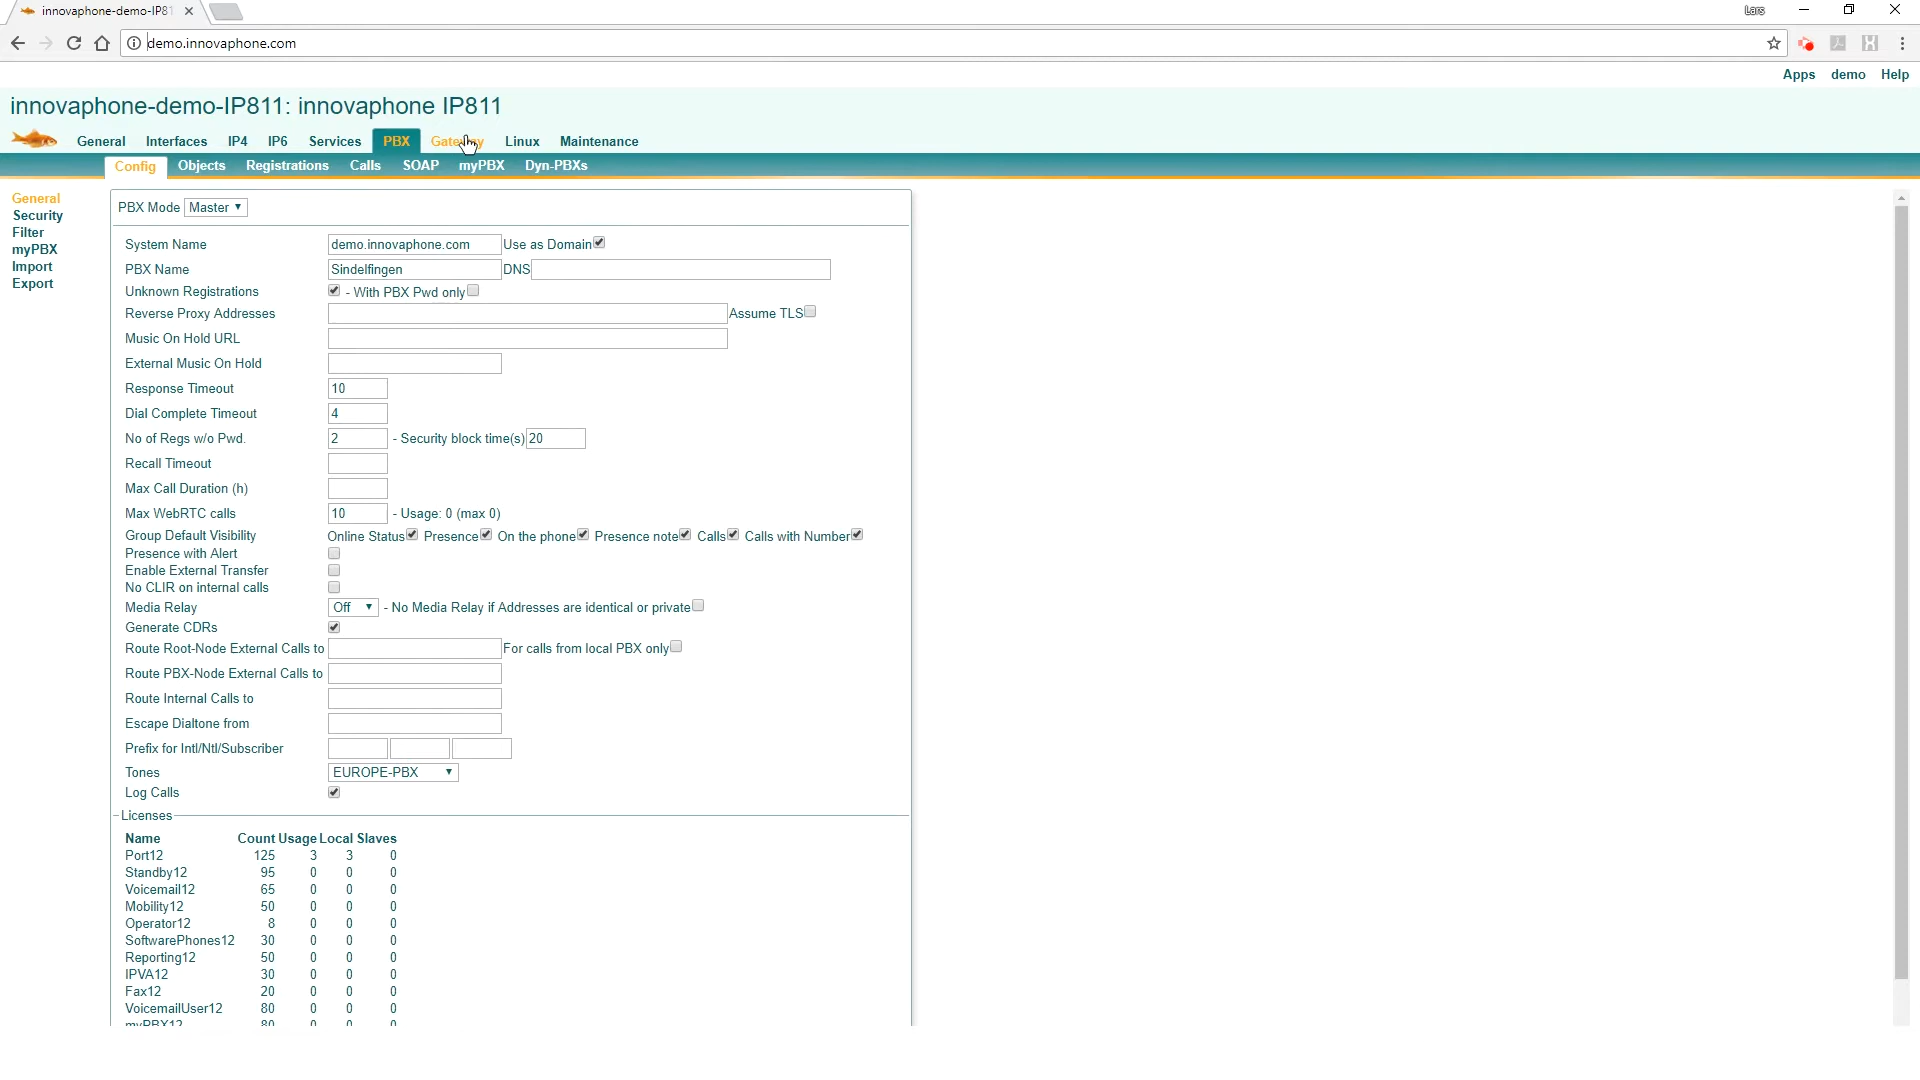 innovaphone-demo-IP81
Lars
demo.innovaphone.com
Apps demo Help
innovaphone-demo-IP811: innovaphone IP811
General Interfaces IP4 IP6 Services PBX Gateway Linux Maintenance
Config Objects Registrations Calls SOAP myPBX Dyn-PBXs
General
Security
Filter
myPBX
Import
Export
PBX Mode Master
System Name demo.innovaphone.com Use as Domain
PBX Name Sindelfingen DNS
Unknown Registrations - With PBX Pwd only
Reverse Proxy Addresses Assume TLS
Music On Hold URL
External Music On Hold
Response Timeout 10
Dial Complete Timeout 4
No of Regs w/o Pwd. 2 - Security block time(s) 20
Recall Timeout
Max Call Duration (h)
Max WebRTC calls 10 - Usage: 0 (max 0)
Group Default Visibility Online Status Presence On the phone Presence note Calls Calls with Number
Presence with Alert
Enable External Transfer
No CLIR on internal calls
Media Relay Off - No Media Relay if Addresses are identical or private
Generate CDRs
Route Root-Node External Calls to For calls from local PBX only
Route PBX-Node External Calls to
Route Internal Calls to
Escape Dialtone from
Prefix for Intl/Ntl/Subscriber
Tones EUROPE-PBX
Log Calls
Licenses
Name Count Usage Local Slaves
Port12 125 3 3 0
Standby12 95 0 0 0
Voicemail12 65 0 0 0
Mobility12 50 0 0 0
Operator12 8 0 0 0
SoftwarePhones12 30 0 0 0
Reporting12 50 0 0 0
IPVA12 30 0 0 0
Fax12 20 0 0 0
VoicemailUser12 80 0 0 0
myPBX12 80 0 0 0